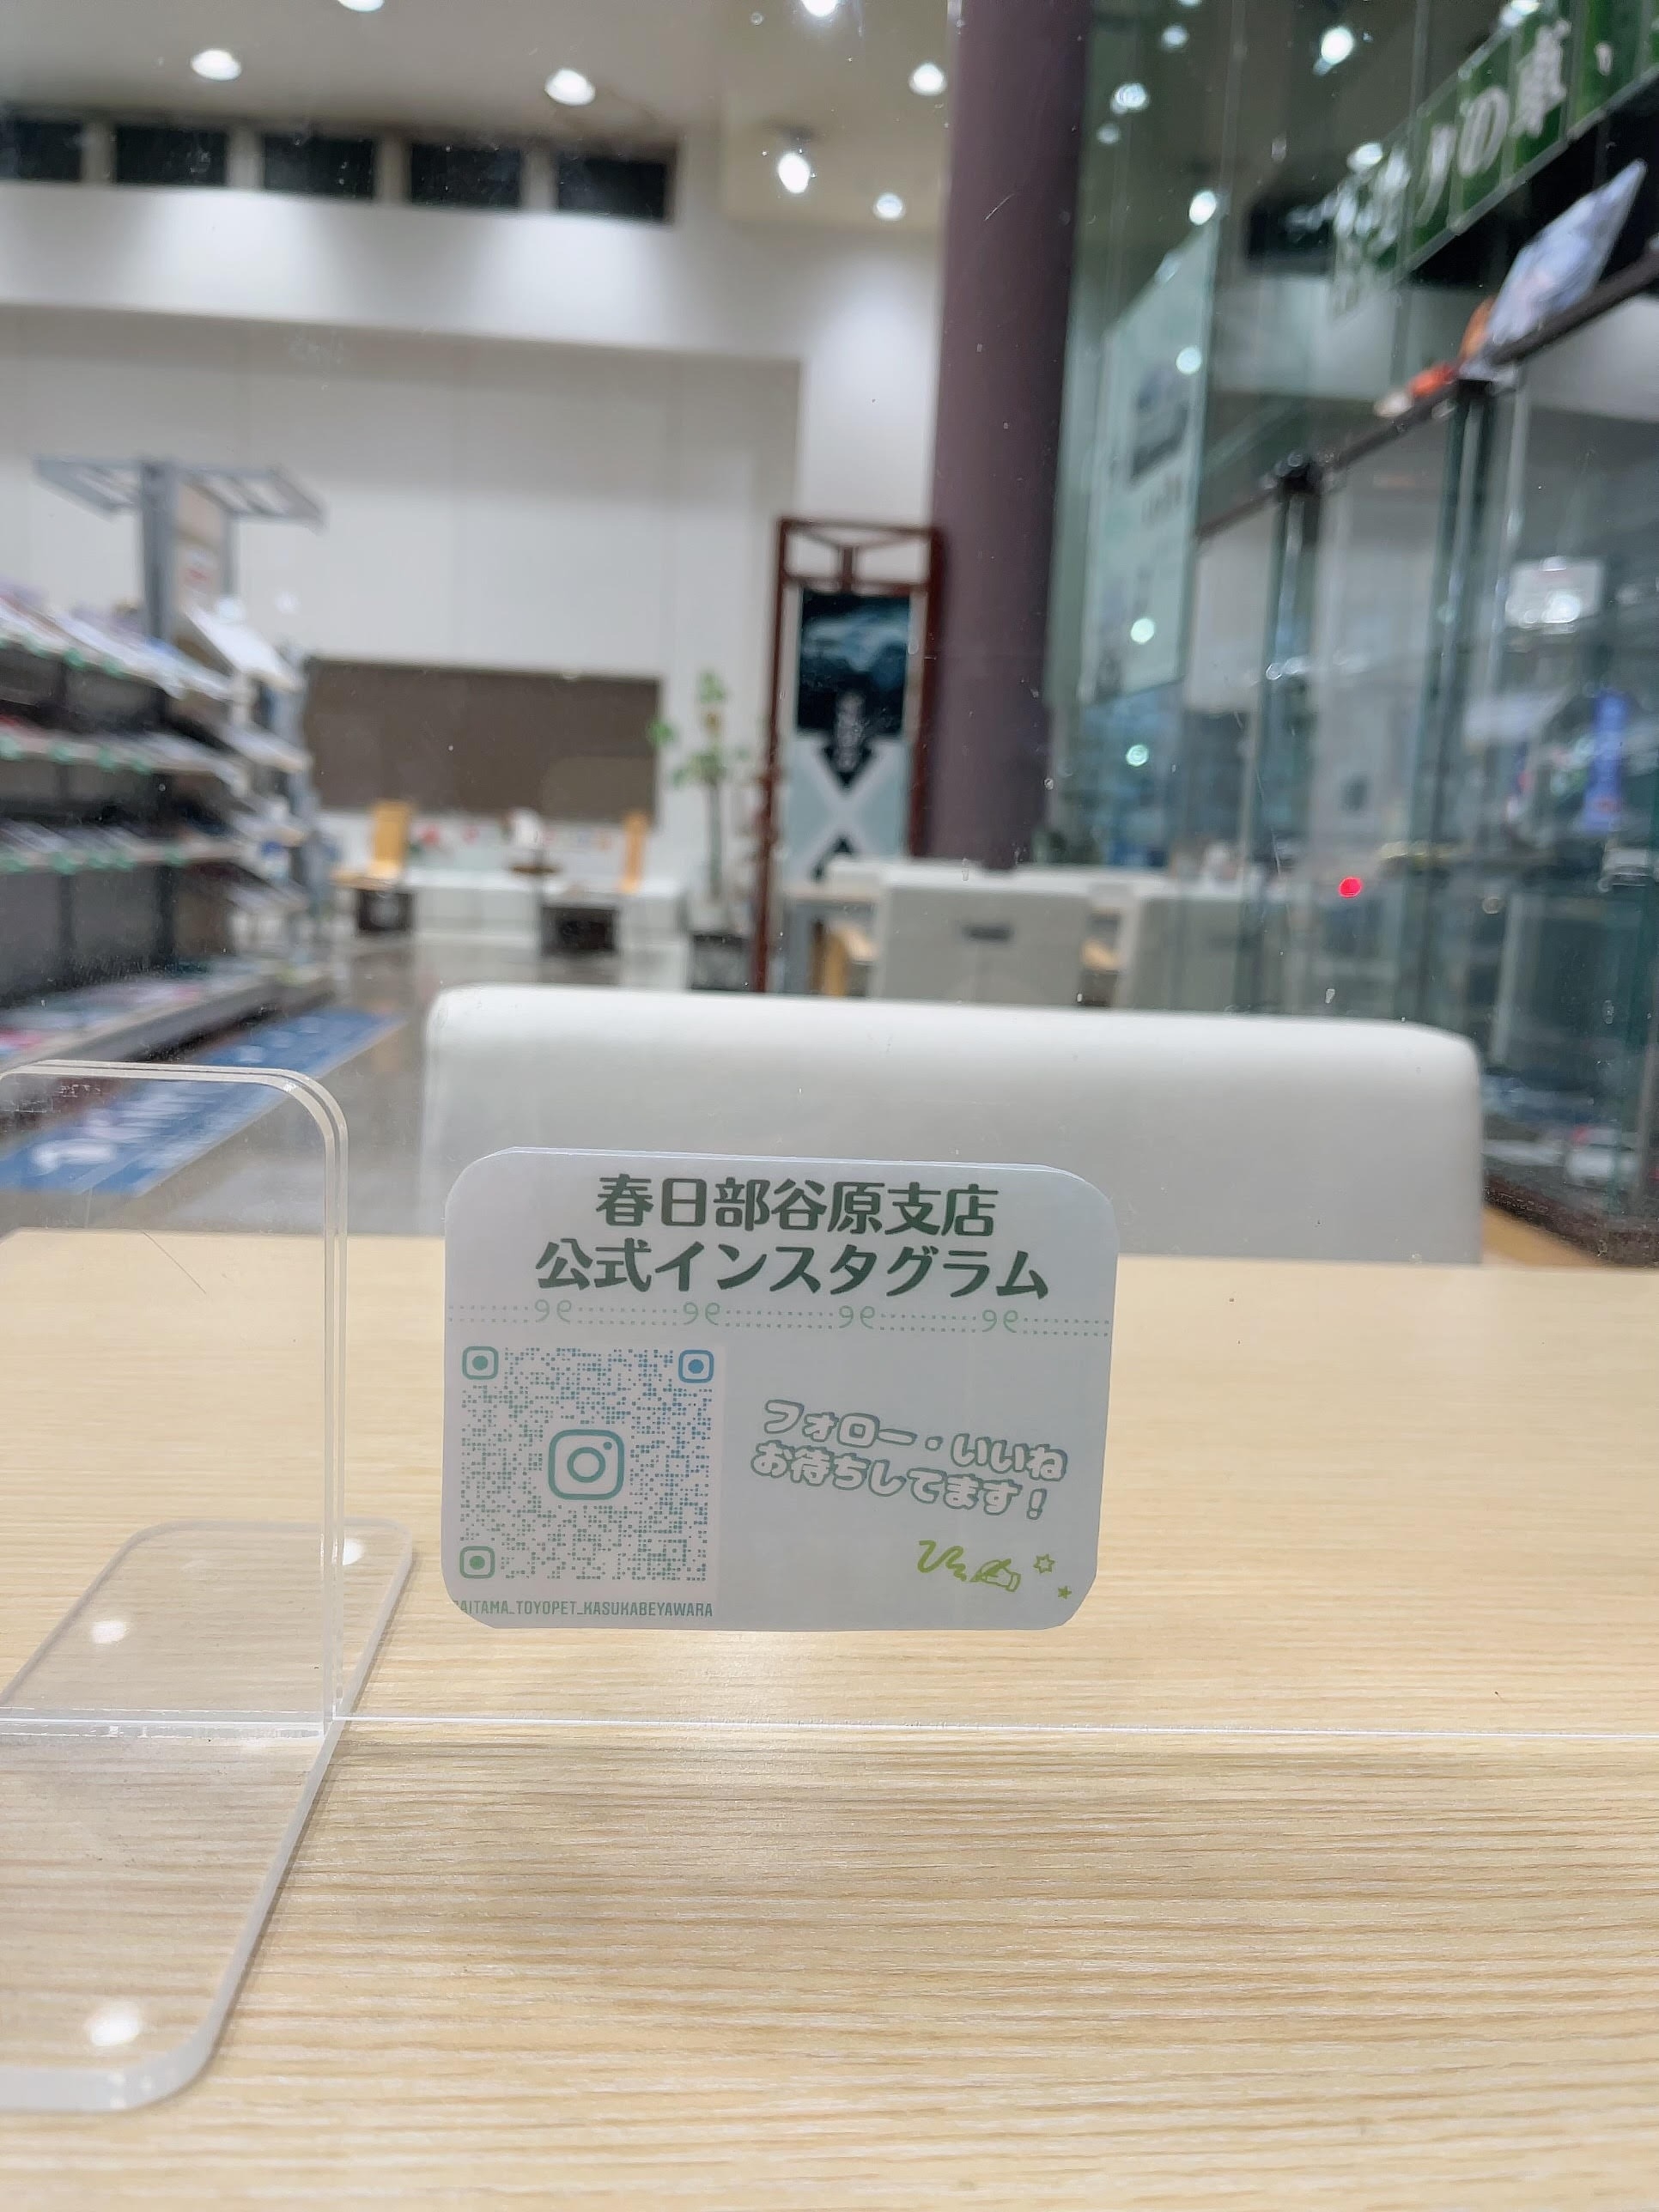 春日部谷原支店
公式インスタグラム
フォロー・いいね
お待ちしてます！
AITAMA_TOYOPET_KASUKABEYAWARA